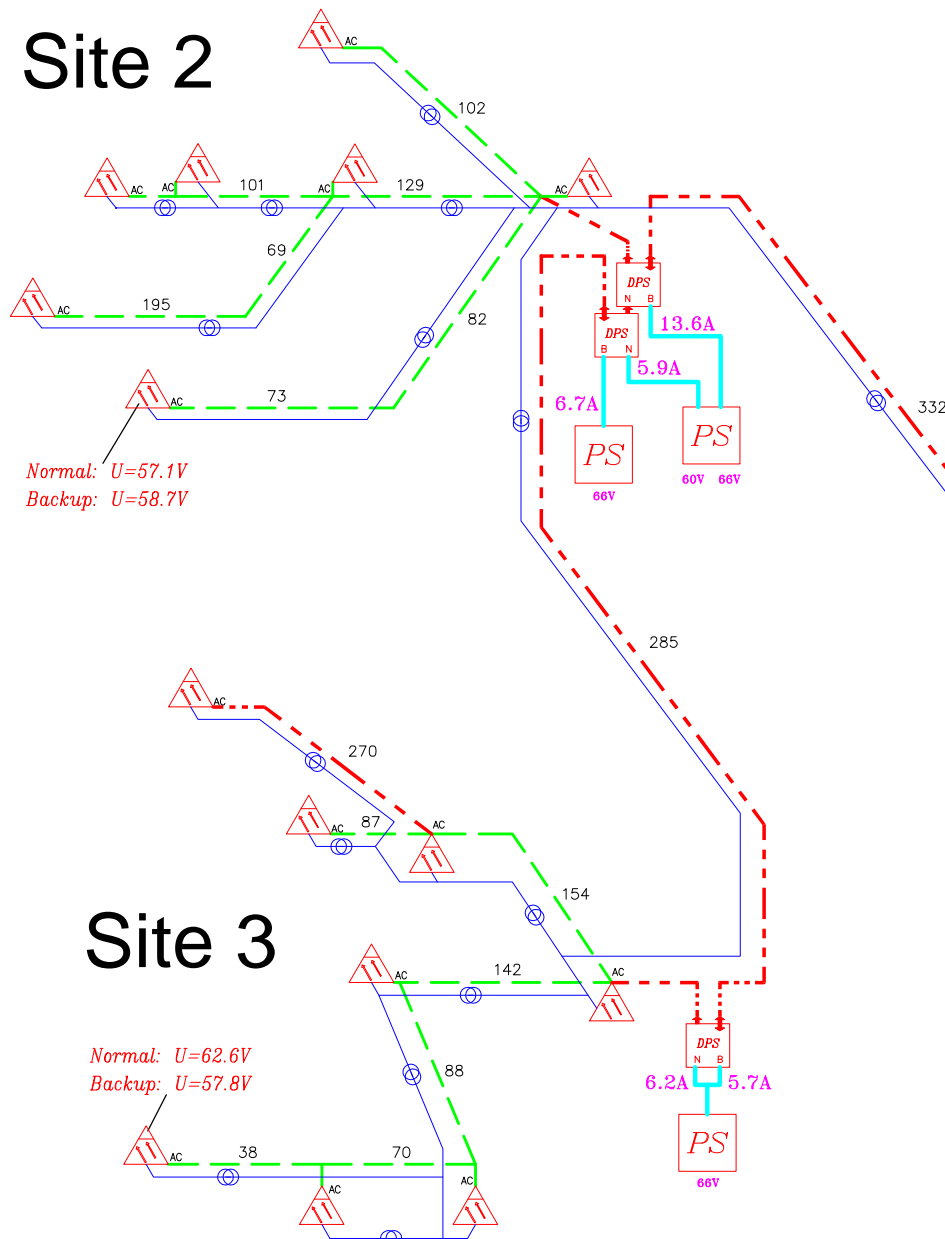 Site 2
AC
102
AC
AC
101
AC
129
AC
69
AC
195
82
AC
73
Normal: U=57.1V
Backup: U=58.7V
DPS
N B
13.6A
DPS
B N
5.9A
6.7A
PS
66V
PS
60V 66V
332
285
AC
270
AC
87
AC
154
Site 3
AC
142
AC
DPS
N B
6.2A
5.7A
PS
66V
88
Normal: U=62.6V
Backup: U=57.8V
AC
38
70
AC
AC